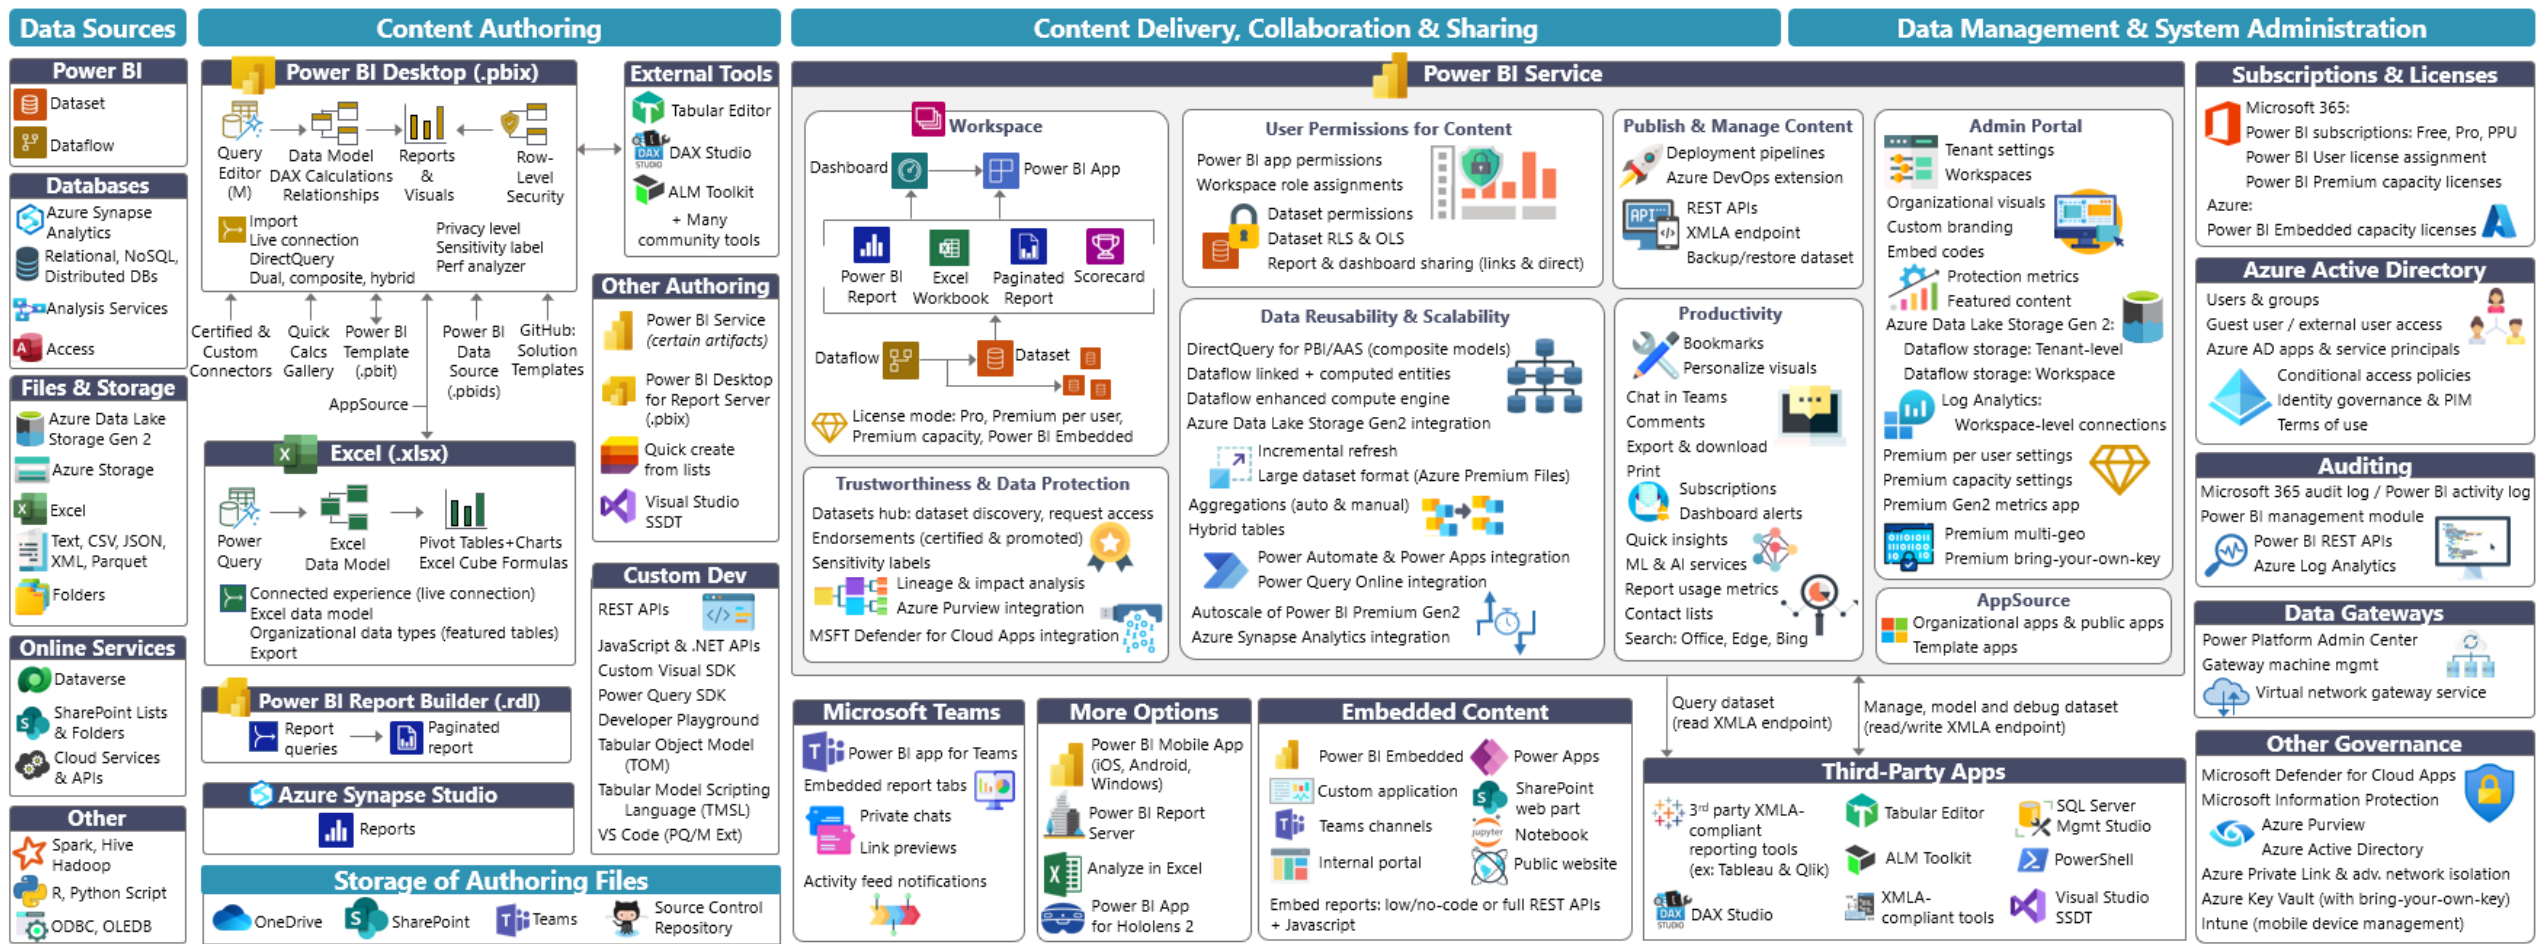 Data Sources
Power BI
Dataset
Dataflow
Databases
Azure Synapse
Analytics
Relational, NoSQL,
Distributed DBs
Analysis Services
Access
Files & Storage
Azure Data Lake
Storage Gen 2
Azure Storage
Excel
Text, CSV, JSON,
XML, Parquet
Folders
Online Services
Dataverse
SharePoint Lists
& Folders
Cloud Services
& APIs
Other
Spark, Hive
Hadoop
R, Python Script
ODBC, OLEDB
Content Authoring
Power BI Desktop (.pbix)
Query
Editor
(M)
Data Model
DAX Calculations
Relationships
Reports
&
Visuals
Row-
Level
Security
Import
Live connection
DirectQuery
Dual, composite, hybrid
Privacy level
Sensitivity label
Perf analyzer
Certified &
Custom
Connectors
Quick
Calcs
Gallery
Power BI
Template
(.pbit)
Power BI
Data
Source
(.pbids)
GitHub:
Solution
Templates
AppSource
Excel (.xlsx)
Power
Query
Excel
Data Model
Pivot Tables+Charts
Excel Cube Formulas
Connected experience (live connection)
Excel data model
Organizational data types (featured tables)
Export
Power BI Report Builder (.rdl)
Report
queries
Paginated
report
Azure Synapse Studio
Reports
External Tools
Tabular Editor
DAX
STUDIO
DAX Studio
ALM Toolkit
+ Many
community tools
Other Authoring
Power BI Service
(certain artifacts)
Power BI Desktop
for Report Server
(.pbix)
Quick create
from lists
Visual Studio
SSDT
Custom Dev
REST APIs
JavaScript & .NET APIs
Custom Visual SDK
Power Query SDK
Developer Playground
Tabular Object Model
(TOM)
Tabular Model Scripting
Language (TMSL)
VS Code (PQ/M Ext)
Storage of Authoring Files
OneDrive
SharePoint
Teams
Source Control
Repository
Content Delivery, Collaboration & Sharing
Power BI Service
Workspace
Dashboard
Power BI App
Power BI
Report
Excel
Workbook
Paginated
Report
Scorecard
Dataflow
Dataset
License mode: Pro, Premium per user,
Premium capacity, Power BI Embedded
Trustworthiness & Data Protection
Datasets hub: dataset discovery, request access
Endorsements (certified & promoted)
Sensitivity labels
Lineage & impact analysis
Azure Purview integration
MSFT Defender for Cloud Apps integration
User Permissions for Content
Power BI app permissions
Workspace role assignments
Dataset permissions
Dataset RLS & OLS
Report & dashboard sharing (links & direct)
Data Reusability & Scalability
DirectQuery for PBI/AAS (composite models)
Dataflow linked + computed entities
Dataflow enhanced compute engine
Azure Data Lake Storage Gen2 integration
Incremental refresh
Large dataset format (Azure Premium Files)
Aggregations (auto & manual)
Hybrid tables
Power Automate & Power Apps integration
Power Query Online integration
Autoscale of Power BI Premium Gen2
Azure Synapse Analytics integration
Publish & Manage Content
Deployment pipelines
Azure DevOps extension
API
REST APIs
XMLA endpoint
Backup/restore dataset
Productivity
Bookmarks
Personalize visuals
Chat in Teams
Comments
Export & download
Print
Subscriptions
Dashboard alerts
Quick insights
ML & AI services
Report usage metrics
Contact lists
Search: Office, Edge, Bing
Admin Portal
Tenant settings
Workspaces
Organizational visuals
Custom branding
Embed codes
Protection metrics
Featured content
Azure Data Lake Storage Gen 2:
Dataflow storage: Tenant-level
Dataflow storage: Workspace
Log Analytics:
Workspace-level connections
Premium per user settings
Premium capacity settings
Premium Gen2 metrics app
Premium multi-geo
Premium bring-your-own-key
AppSource
Organizational apps & public apps
Template apps
Microsoft Teams
Power BI app for Teams
Embedded report tabs
Private chats
Link previews
Activity feed notifications
More Options
Power BI Mobile App
(iOS, Android,
Windows)
Power BI Report
Server
Analyze in Excel
Power BI App
for Hololens 2
Embedded Content
Power BI Embedded
Custom application
Teams channels
Internal portal
Power Apps
SharePoint
web part
jupyter
Notebook
Public website
Embed reports: low/no-code or full REST APIs
+ Javascript
Query dataset
(read XMLA endpoint)
Manage, model and debug dataset
(read/write XMLA endpoint)
Third-Party Apps
3rd party XMLA-
compliant
reporting tools
(ex: Tableau & Qlik)
DAX
STUDIO
DAX Studio
Tabular Editor
ALM Toolkit
XMLA-
compliant tools
SQL Server
Mgmt Studio
PowerShell
Visual Studio
SSDT
Data Management & System Administration
Subscriptions & Licenses
Microsoft 365:
Power BI subscriptions: Free, Pro, PPU
Power BI User license assignment
Power BI Premium capacity licenses
Azure:
Power BI Embedded capacity licenses
Azure Active Directory
Users & groups
Guest user / external user access
Azure AD apps & service principals
Conditional access policies
Identity governance & PIM
Terms of use
Auditing
Microsoft 365 audit log / Power BI activity log
Power BI management module
Power BI REST APIs
Azure Log Analytics
Data Gateways
Power Platform Admin Center
Gateway machine mgmt
Virtual network gateway service
Other Governance
Microsoft Defender for Cloud Apps
Microsoft Information Protection
Azure Purview
Azure Active Directory
Azure Private Link & adv. network isolation
Azure Key Vault (with bring-your-own-key)
Intune (mobile device management)